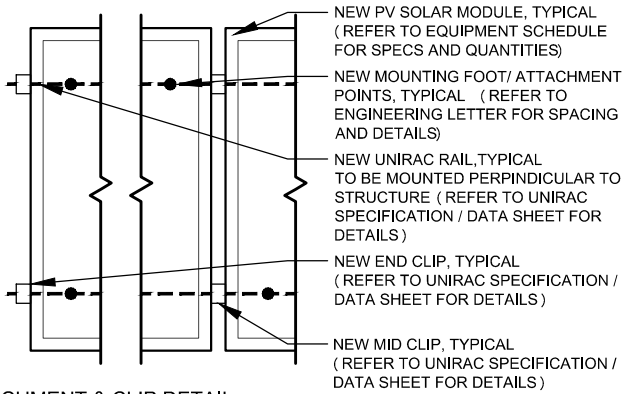 NEW PV SOLAR MODULE, TYPICAL
( REFER TO EQUIPMENT SCHEDULE
FOR SPECS AND QUANTITIES)
NEW MOUNTING FOOT/ ATTACHMENT
POINTS, TYPICAL ( REFER TO
ENGINEERING LETTER FOR SPACING
AND DETAILS)
NEW UNIRAC RAIL,TYPICAL
TO BE MOUNTED PERPINDICULAR TO
STRUCTURE ( REFER TO UNIRAC
SPECIFICATION / DATA SHEET FOR
DETAILS )
NEW END CLIP, TYPICAL
( REFER TO UNIRAC SPECIFICATION /
DATA SHEET FOR DETAILS )
NEW MID CLIP, TYPICAL
( REFER TO UNIRAC SPECIFICATION /
DATA SHEET FOR DETAILS )
& CLIP DETAIL